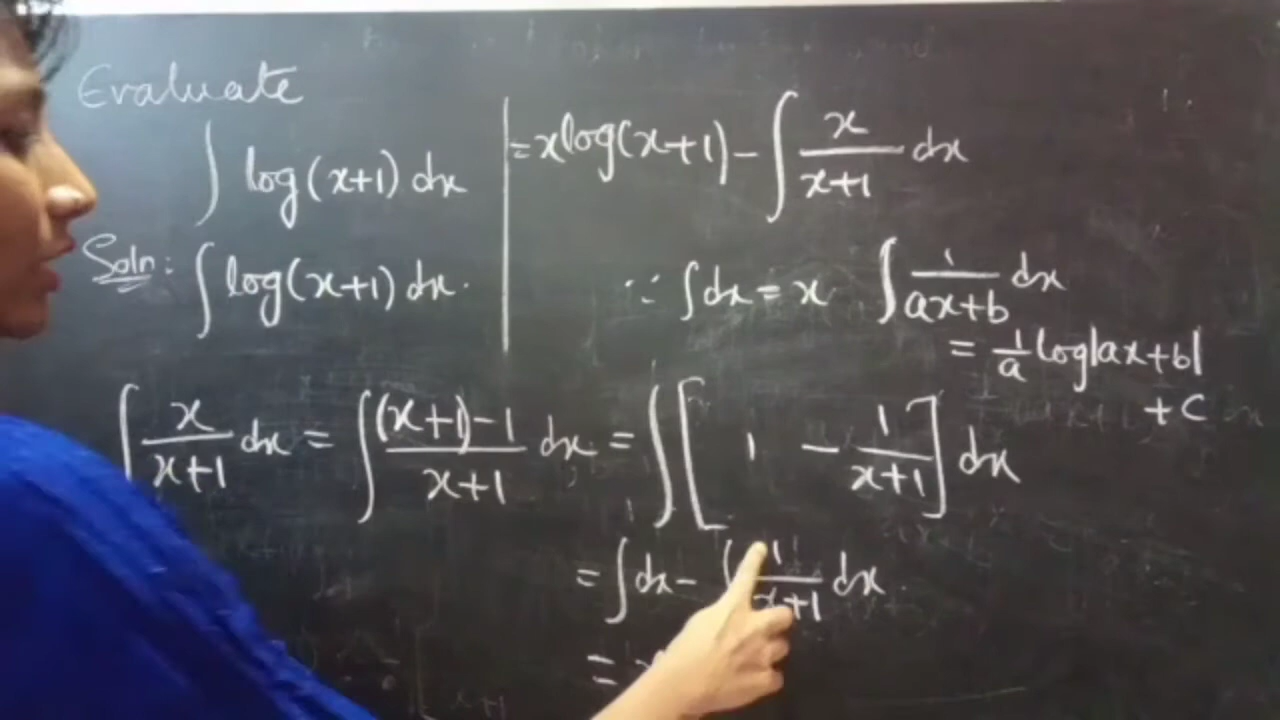 Evaluate
∫ log(x+1) dx
Soln: ∫ log(x+1) dx.
= x log(x+1) - ∫ x/(x+1) dx
∵ ∫dx = x ∫ 1/(ax+b) dx
= 1/a log|ax+b|
+ C
∫ x/(x+1) dx = ∫ ((x+1)-1)/(x+1) dx = ∫ [ 1 - 1/(x+1) ] dx
= ∫ dx - ∫ 1/(x+1) dx
=